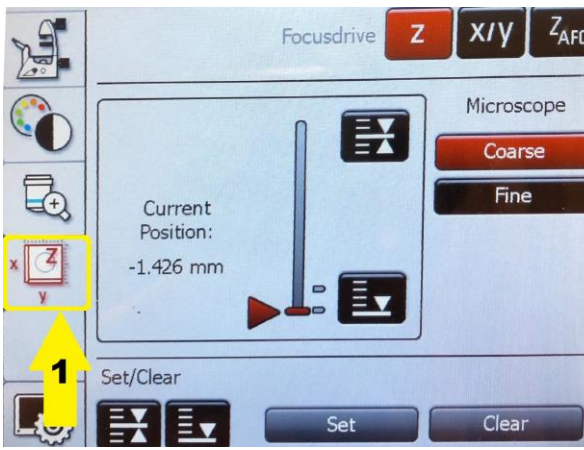 Focusdrive Z X/Y ZAFC
Microscope
Coarse
Fine
Current
Position:
-1.426 mm
x Z
y
1
Set/Clear
Set Clear